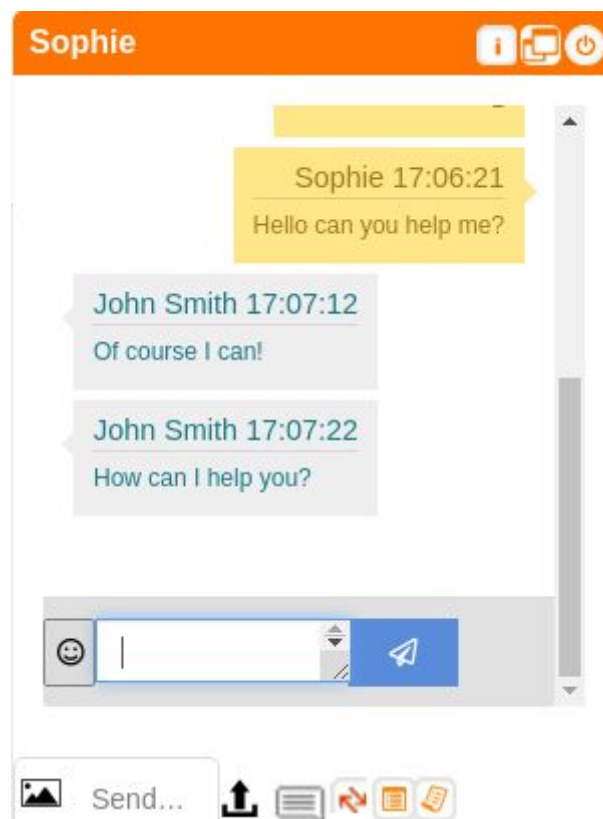 Sophie
Sophie 17:06:21
Hello can you help me?
John Smith 17:07:12
Of course I can!
John Smith 17:07:22
How can I help you?
Send...